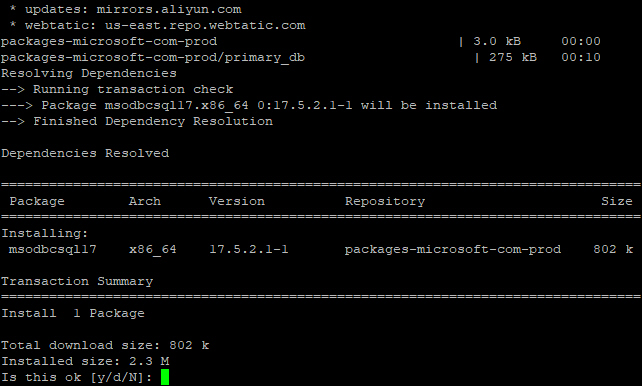 * updates: mirrors.aliyun.com
* webtatic: us-east.repo.webtatic.com
packages-microsoft-com-prod | 3.0 kB 00:00
packages-microsoft-com-prod/primary_db | 275 kB 00:10
Resolving Dependencies
--> Running transaction check
---> Package msodbcsql17.x86_64 0:17.5.2.1-1 will be installed
--> Finished Dependency Resolution
Dependencies Resolved
================================================================================
Package Arch Version Repository Size
================================================================================
Installing:
msodbcsql17 x86_64 17.5.2.1-1 packages-microsoft-com-prod 802 k
Transaction Summary
================================================================================
Install 1 Package
Total download size: 802 k
Installed size: 2.3 M
Is this ok [y/d/N]: